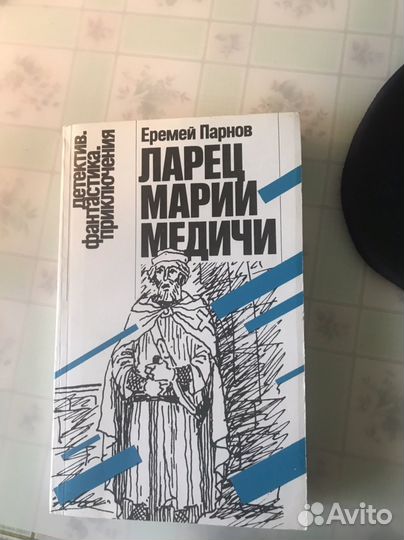 детектив.
фантастика.
приключения
Еремей Парнов
ЛАРЕЦ
МАРИИ
МЕДИЧИ
Avito